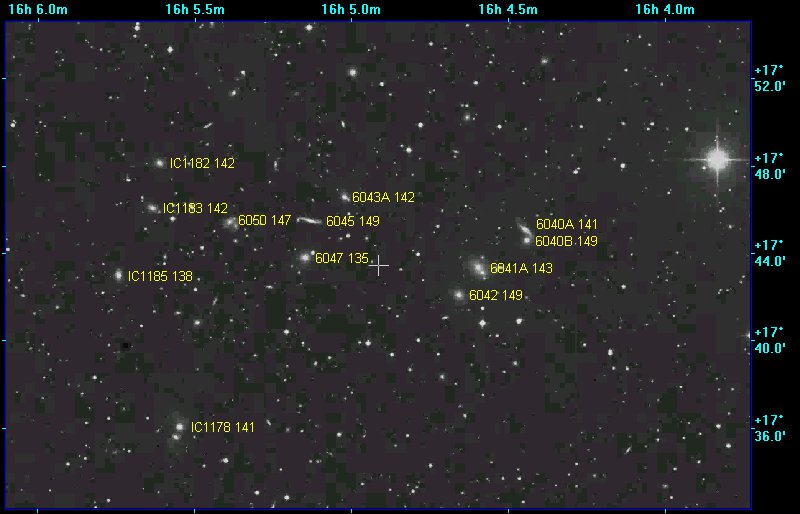 16h 6.0m 16h 5.5m 16h 5.0m 16h 4.5m 16h 4.0m
+17°
52.0'
+17°
48.0'
IC1182 142
6043A 142
IC1183 142
6050 147
6045 149
6040A 141
6040B 149
+17°
44.0'
6047 135
6041A 143
IC1185 138
6042 149
+17°
40.0'
+17°
36.0'
IC1178 141